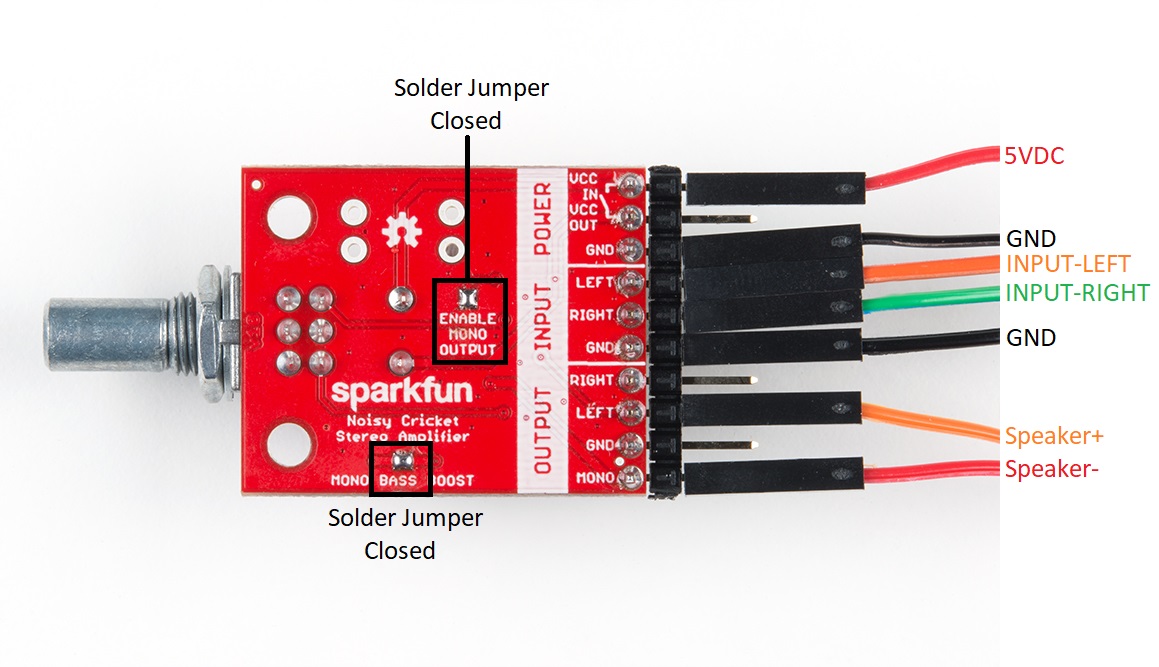 Solder Jumper
Closed
5VDC
GND
INPUT-LEFT
INPUT-RIGHT
GND
Speaker+
Speaker-
POWER
INPUT
OUTPUT
VCC
IN
VCC
OUT
GND
LEFT
RIGHT
GND
RIGHT
LEFT
GND
MONO
ENABLE
MONO
OUTPUT
sparkfun
Noisy Cricket
Stereo Amplifier
MONO BASS BOOST
Solder Jumper
Closed